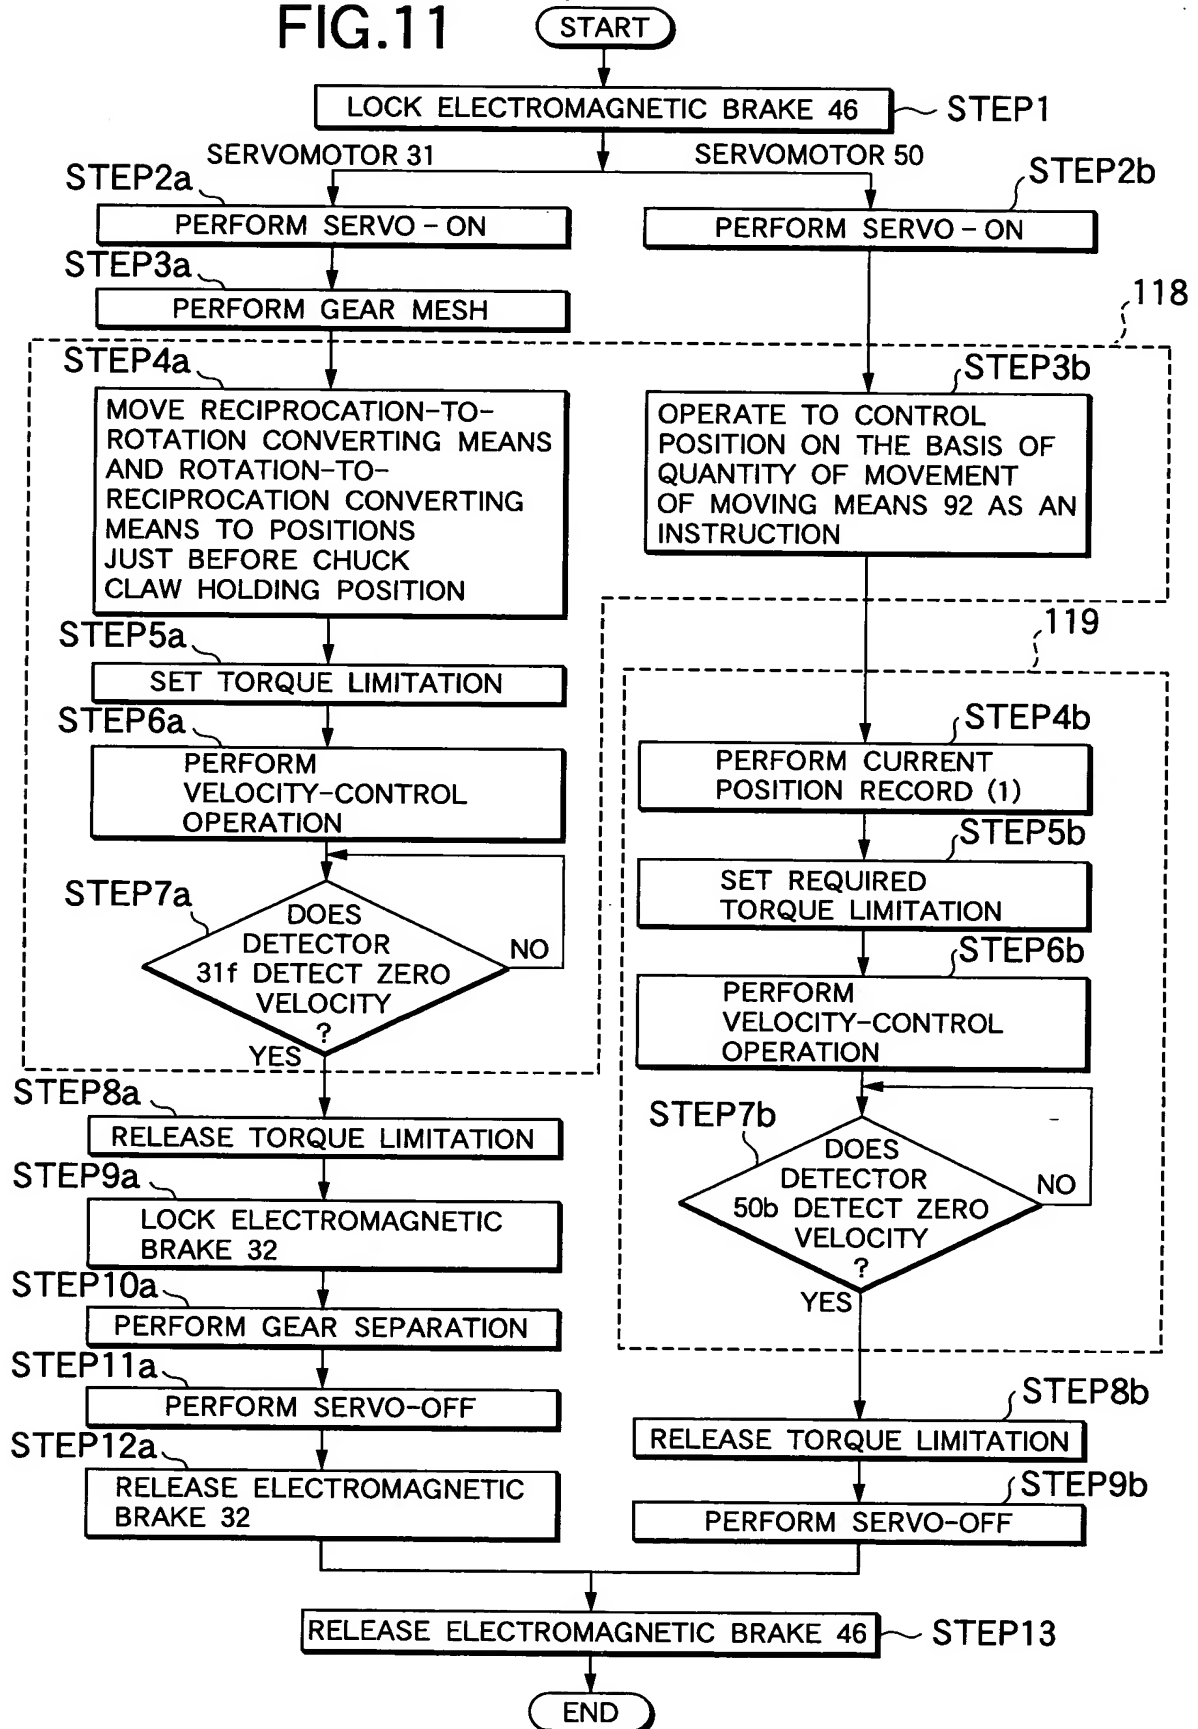 FIG.11
START
LOCK ELECTROMAGNETIC BRAKE 46
STEP1
SERVOMOTOR 31
SERVOMOTOR 50
STEP2a
PERFORM SERVO-ON
STEP2b
PERFORM SERVO-ON
STEP3a
PERFORM GEAR MESH
118
STEP4a
MOVE RECIPROCATION-TO-
ROTATION CONVERTING MEANS
AND ROTATION-TO-
RECIPROCATION CONVERTING
MEANS TO POSITIONS
JUST BEFORE CHUCK
CLAW HOLDING POSITION
STEP3b
OPERATE TO CONTROL
POSITION ON THE BASIS OF
QUANTITY OF MOVEMENT
OF MOVING MEANS 92 AS AN
INSTRUCTION
STEP5a
SET TORQUE LIMITATION
STEP6a
PERFORM
VELOCITY-CONTROL
OPERATION
STEP7a
DOES
DETECTOR
31f DETECT ZERO
VELOCITY
?
NO
YES
119
STEP4b
PERFORM CURRENT
POSITION RECORD (1)
STEP5b
SET REQUIRED
TORQUE LIMITATION
STEP6b
PERFORM
VELOCITY-CONTROL
OPERATION
STEP7b
DOES
DETECTOR
50b DETECT ZERO
VELOCITY
?
NO
YES
STEP8a
RELEASE TORQUE LIMITATION
STEP9a
LOCK ELECTROMAGNETIC
BRAKE 32
STEP10a
PERFORM GEAR SEPARATION
STEP11a
PERFORM SERVO-OFF
STEP12a
RELEASE ELECTROMAGNETIC
BRAKE 32
STEP8b
RELEASE TORQUE LIMITATION
STEP9b
PERFORM SERVO-OFF
RELEASE ELECTROMAGNETIC BRAKE 46
STEP13
END